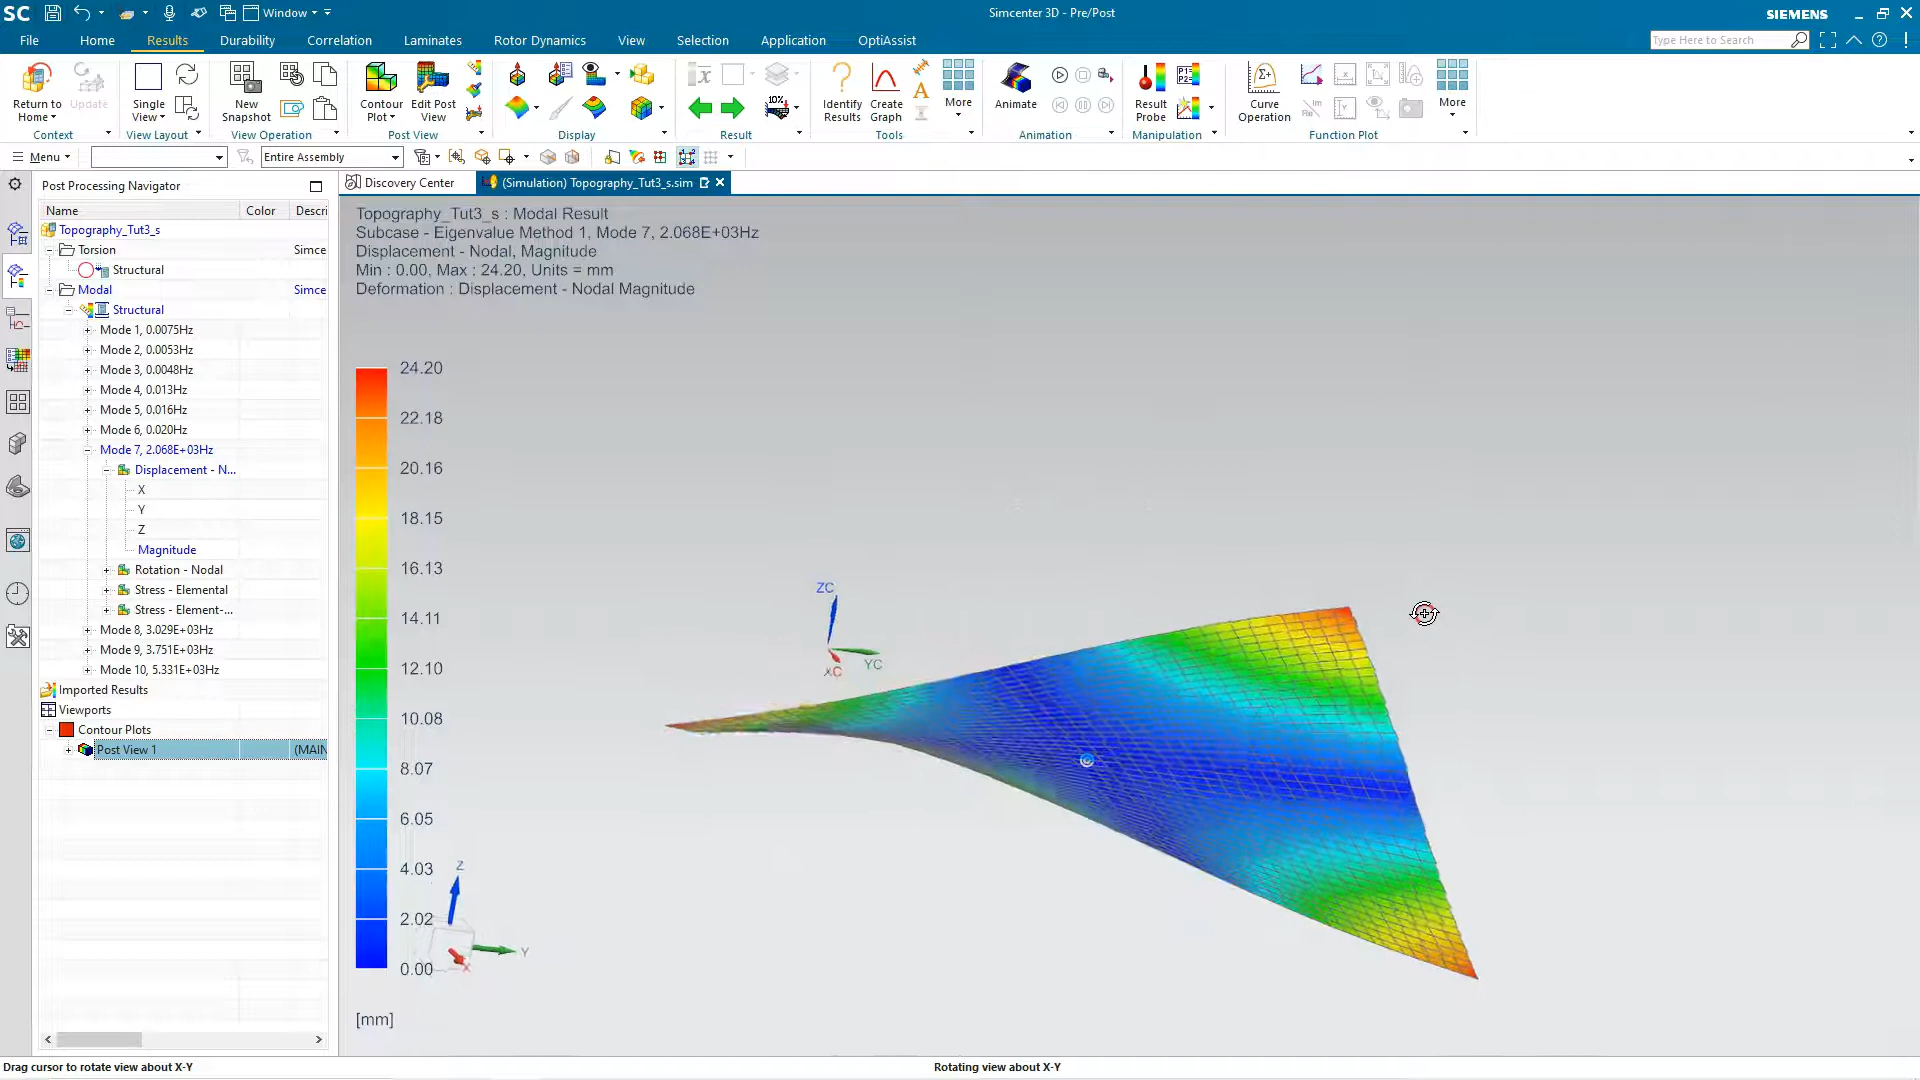 SC
Window
Simcenter 3D - Pre/Post
SIEMENS
File
Home
Results
Durability
Correlation
Laminates
Rotor Dynamics
View
Selection
Application
OptiAssist
Type Here to Search
Return to Home
Update
Single View
New Snapshot
Contour Plot
Edit Post View
10%
Identify Results
Create Graph
More
Animate
Result Probe
Curve Operation
More
Context
View Layout
View Operation
Post View
Display
Result
Tools
Animation
Manipulation
Function Plot
Menu
Entire Assembly
Post Processing Navigator
Discovery Center
(Simulation) Topography_Tut3_s.sim
Name
Color
Descri
Topography_Tut3_s
Torsion
Simce
Structural
Modal
Simce
Structural
Mode 1, 0.0075Hz
Mode 2, 0.0053Hz
Mode 3, 0.0048Hz
Mode 4, 0.013Hz
Mode 5, 0.016Hz
Mode 6, 0.020Hz
Mode 7, 2.068E+03Hz
Displacement - N...
X
Y
Z
Magnitude
Rotation - Nodal
Stress - Elemental
Stress - Element-...
Mode 8, 3.029E+03Hz
Mode 9, 3.751E+03Hz
Mode 10, 5.331E+03Hz
Imported Results
Viewports
Contour Plots
Post View 1
(MAIN
Topography_Tut3_s : Modal Result
Subcase - Eigenvalue Method 1, Mode 7, 2.068E+03Hz
Displacement - Nodal, Magnitude
Min : 0.00, Max : 24.20, Units = mm
Deformation : Displacement - Nodal Magnitude
24.20
22.18
20.16
18.15
16.13
14.11
12.10
10.08
8.07
6.05
4.03
2.02
0.00
[mm]
ZC
YC
XC
Z
Y
X
Drag cursor to rotate view about X-Y
Rotating view about X-Y